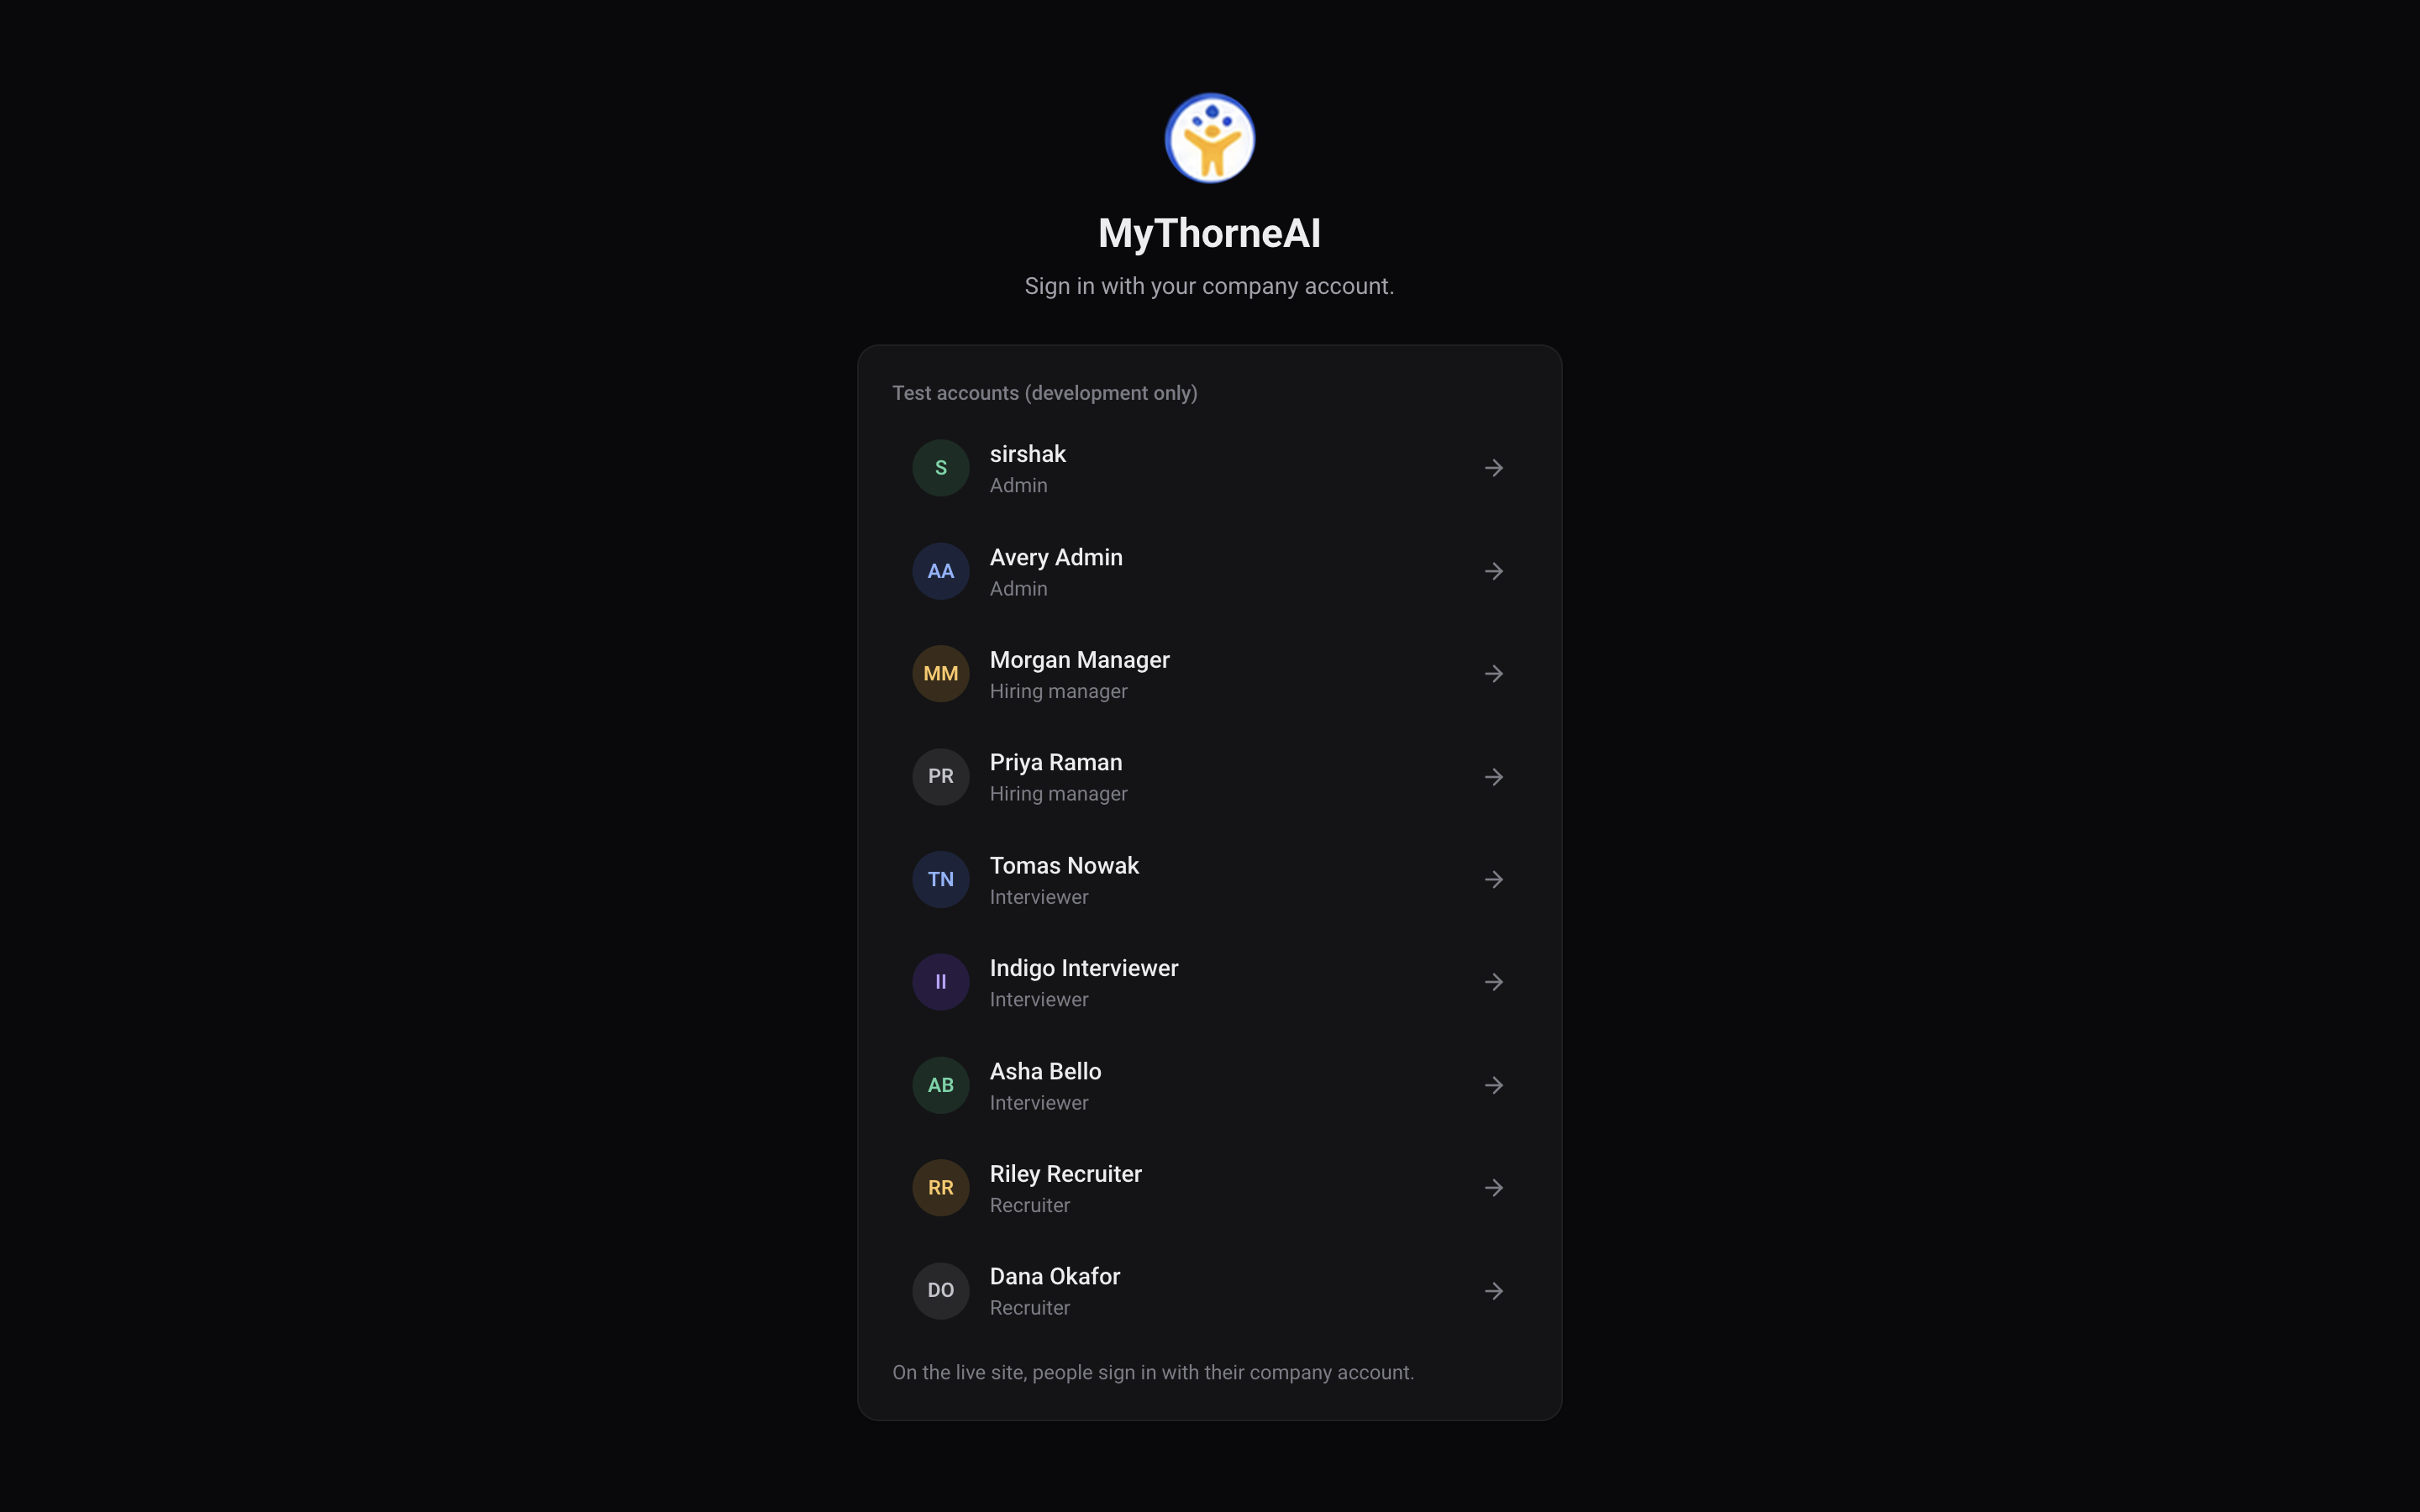 MyThorneAI
Sign in with your company account.
Test accounts (development only)
S
sirshak
Admin
AA
Avery Admin
Admin
MM
Morgan Manager
Hiring manager
PR
Priya Raman
Hiring manager
TN
Tomas Nowak
Interviewer
II
Indigo Interviewer
Interviewer
AB
Asha Bello
Interviewer
RR
Riley Recruiter
Recruiter
DO
Dana Okafor
Recruiter
On the live site, people sign in with their company account.